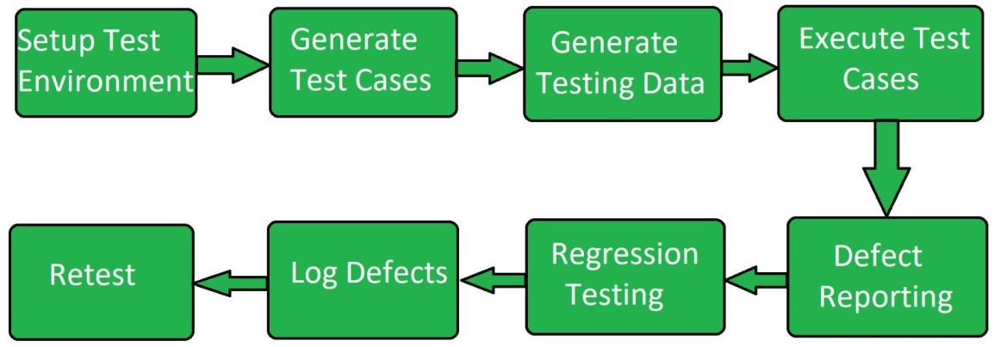 Setup Test
Environment
Generate
Test Cases
Generate
Testing Data
Execute Test
Cases
Defect
Reporting
Regression
Testing
Log Defects
Retest